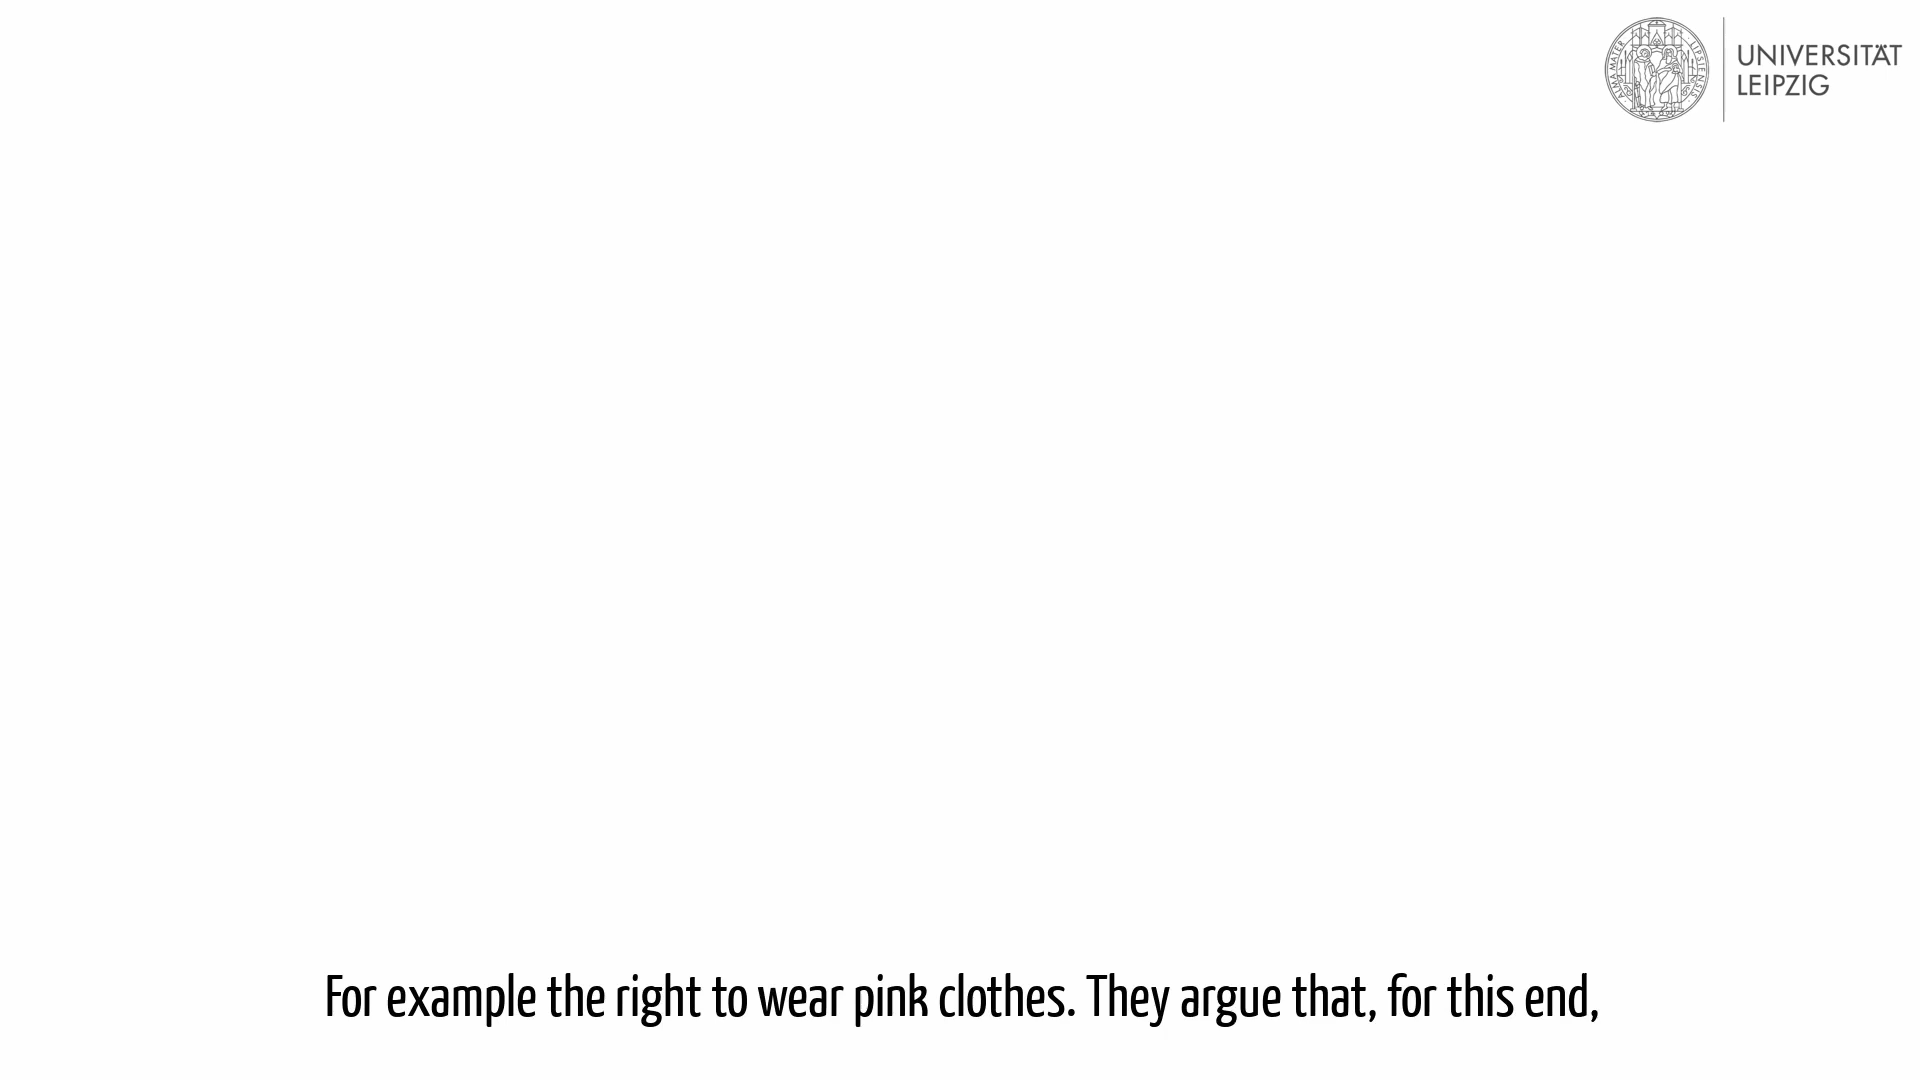 UNIVERSITÄT
LEIPZIG
For example the right to wear pink clothes. They argue that, for this end,